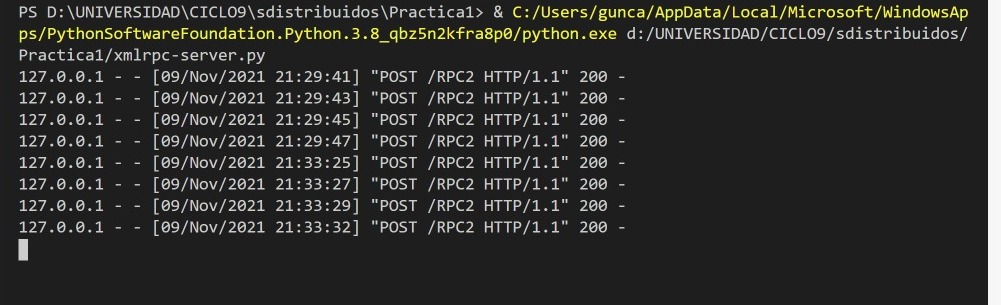 PS D:\UNIVERSIDAD\CICLO9\sdistribuidos\Practica1> & C:/Users/gunca/AppData/Local/Microsoft/WindowsAp
ps/PythonSoftwareFoundation.Python.3.8_qbz5n2kfra8p0/python.exe d:/UNIVERSIDAD/CICLO9/sdistribuidos/
Practica1/xmlrpc-server.py
127.0.0.1 - - [09/Nov/2021 21:29:41] "POST /RPC2 HTTP/1.1" 200 -
127.0.0.1 - - [09/Nov/2021 21:29:43] "POST /RPC2 HTTP/1.1" 200 -
127.0.0.1 - - [09/Nov/2021 21:29:45] "POST /RPC2 HTTP/1.1" 200 -
127.0.0.1 - - [09/Nov/2021 21:29:47] "POST /RPC2 HTTP/1.1" 200 -
127.0.0.1 - - [09/Nov/2021 21:33:25] "POST /RPC2 HTTP/1.1" 200 -
127.0.0.1 - - [09/Nov/2021 21:33:27] "POST /RPC2 HTTP/1.1" 200 -
127.0.0.1 - - [09/Nov/2021 21:33:29] "POST /RPC2 HTTP/1.1" 200 -
127.0.0.1 - - [09/Nov/2021 21:33:32] "POST /RPC2 HTTP/1.1" 200 -